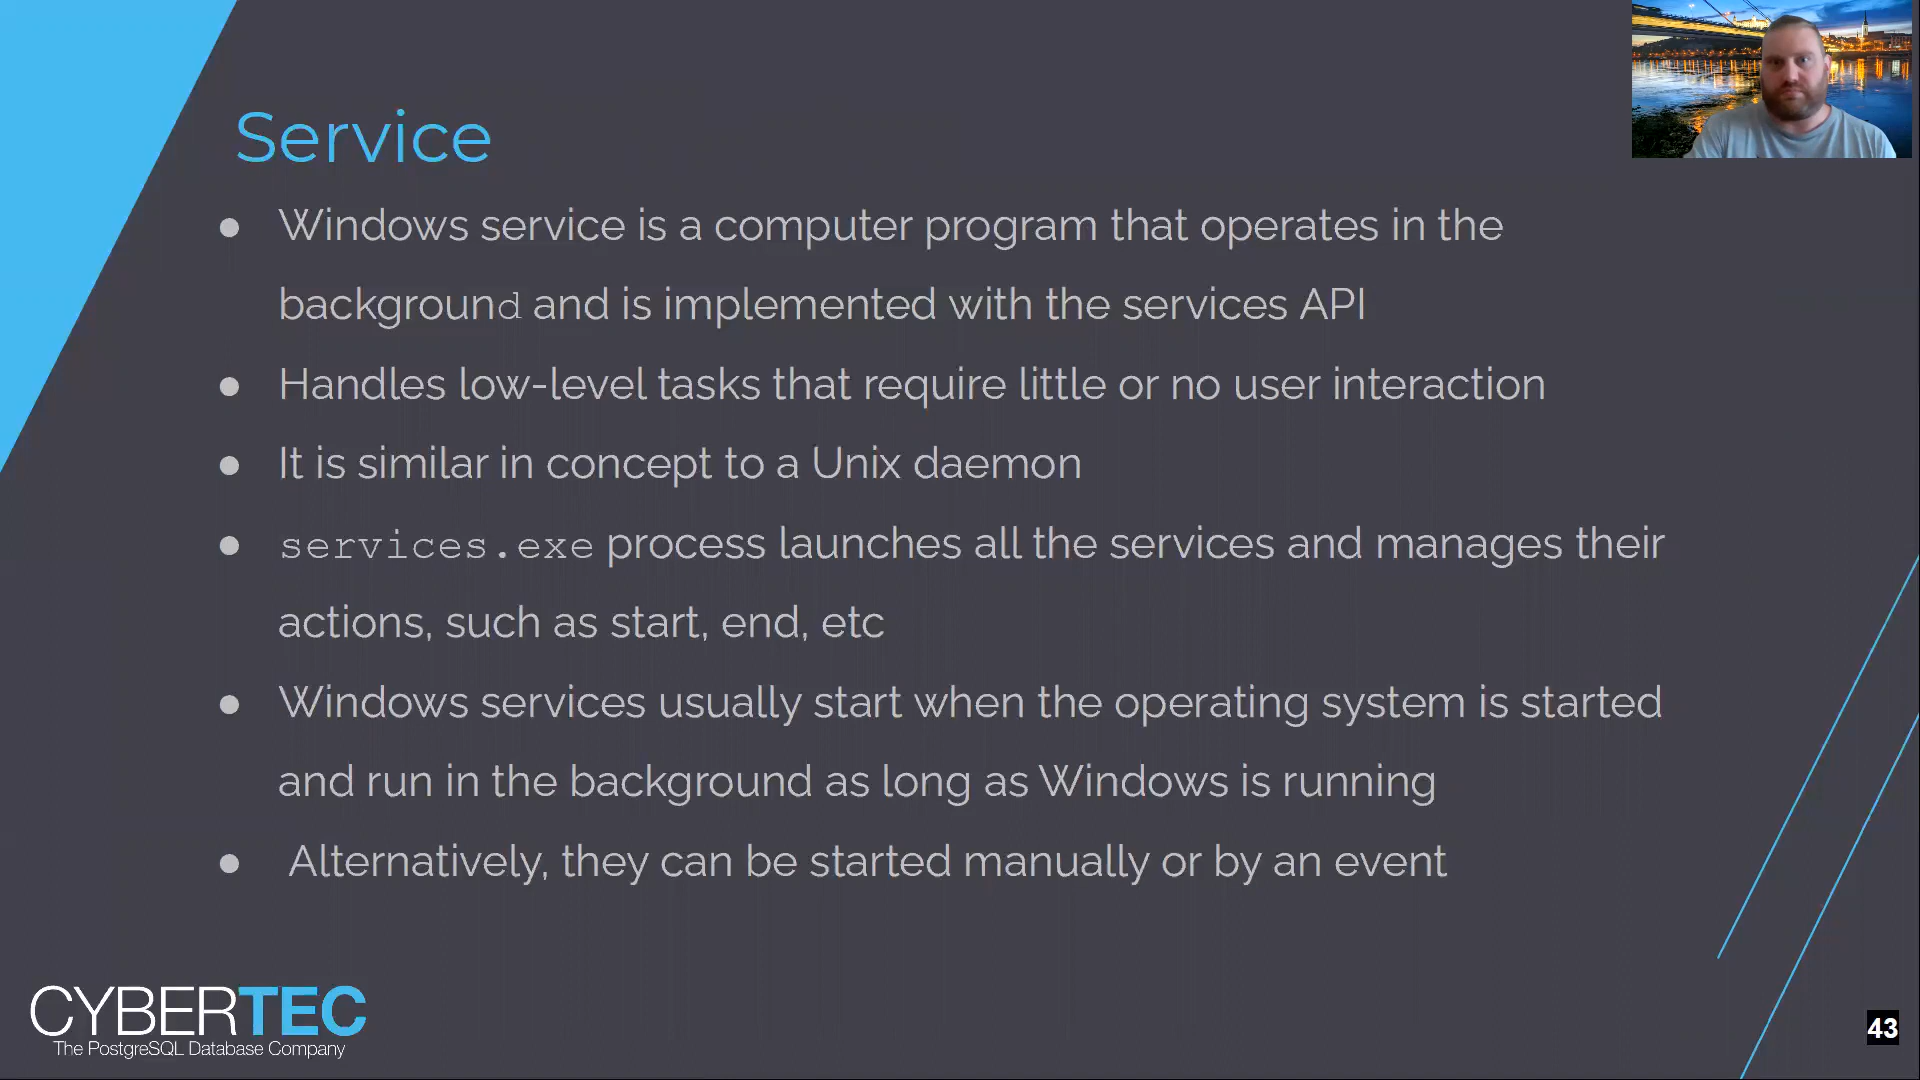 Service
● Windows service is a computer program that operates in the
background and is implemented with the services API
● Handles low-level tasks that require little or no user interaction
● It is similar in concept to a Unix daemon
● services.exe process launches all the services and manages their
actions, such as start, end, etc
● Windows services usually start when the operating system is started
and run in the background as long as Windows is running
● Alternatively, they can be started manually or by an event
CYBERTEC
The PostgreSQL Database Company
43